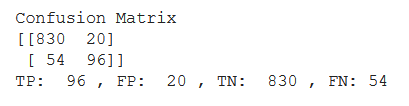 Confusion Matrix
[[830  20]
 [ 54  96]]
TP:  96 , FP:  20 , TN:  830 , FN: 54